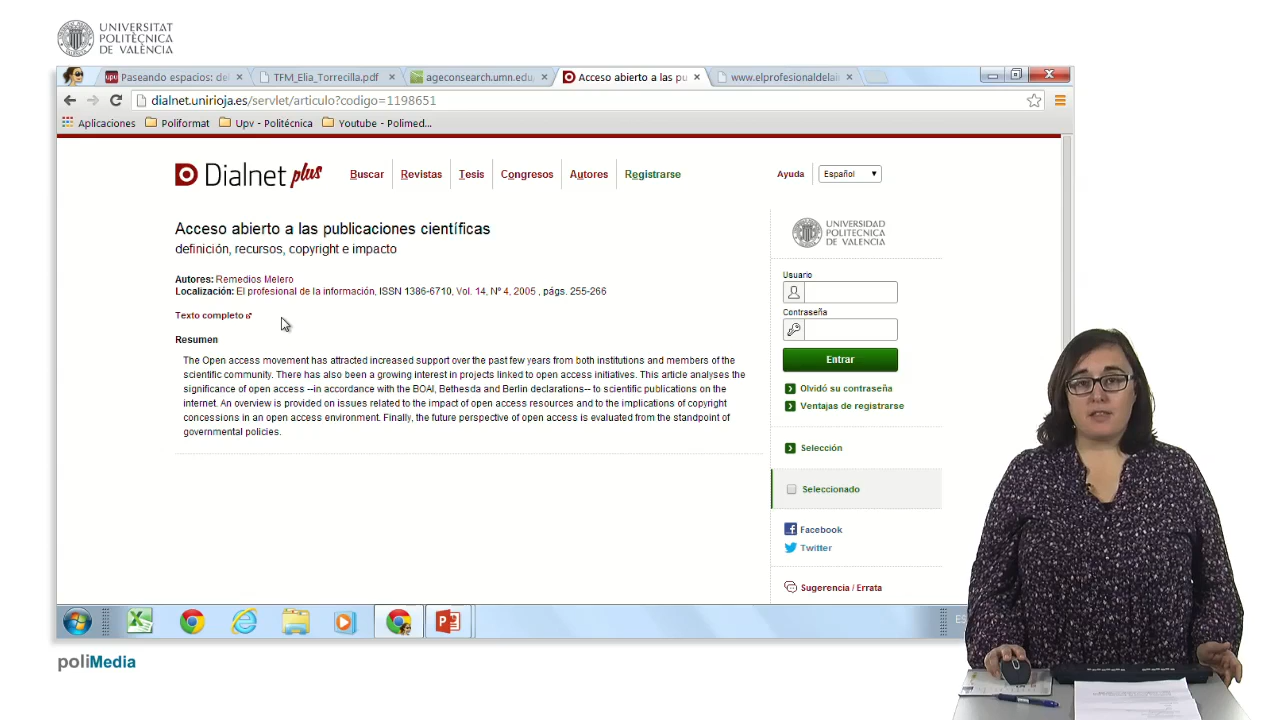 UNIVERSITAT
POLITÈCNICA
DE VALÈNCIA
Paseando espacios: de
TFM_Elia_Torrecilla.pdf
ageconsearch.umn.edu
Acceso abierto a las pu
www.elprofesionaldelai
dialnet.unirioja.es/servlet/articulo?codigo=1198651
Aplicaciones
Poliformat
Upv - Politécnica
Youtube - Polimed...
Dialnet plus
Buscar
Revistas
Tesis
Congresos
Autores
Registrarse
Ayuda
Español
Acceso abierto a las publicaciones científicas
definición, recursos, copyright e impacto
Autores: Remedios Melero
Localización: El profesional de la información, ISSN 1386-6710, Vol. 14, Nº 4, 2005 , págs. 255-266
Texto completo
Resumen
The Open access movement has attracted increased support over the past few years from both institutions and members of the
scientific community. There has also been a growing interest in projects linked to open access initiatives. This article analyses the
significance of open access --in accordance with the BOAI, Bethesda and Berlin declarations-- to scientific publications on the
internet. An overview is provided on issues related to the impact of open access resources and to the implications of copyright
concessions in an open access environment. Finally, the future perspective of open access is evaluated from the standpoint of
governmental policies.
UNIVERSIDAD
POLITECNICA
DE VALENCIA
Usuario
Contraseña
Entrar
Olvidó su contraseña
Ventajas de registrarse
Selección
Seleccionado
Facebook
Twitter
Sugerencia / Errata
ES
poliMedia